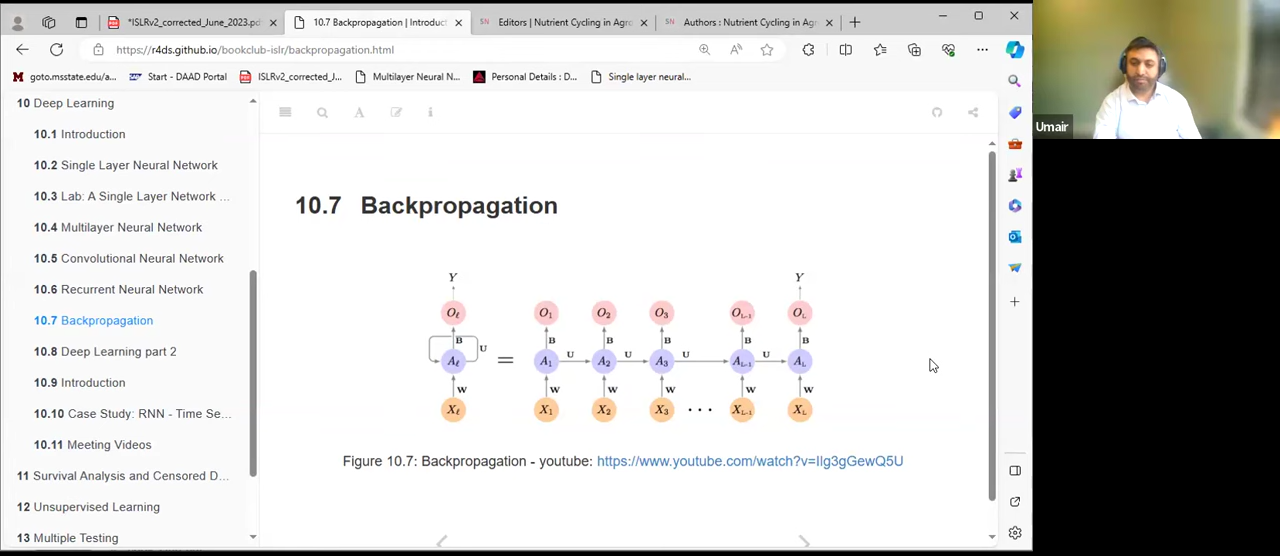 *ISLRv2_corrected_June_2023.pd
10.7 Backpropagation | Introduct
Editors | Nutrient Cycling in Agro
Authors : Nutrient Cycling in Agro
https://r4ds.github.io/bookclub-islr/backpropagation.html
goto.msstate.edu/a...
Start - DAAD Portal
ISLRv2_corrected_J...
Multilayer Neural N...
Personal Details : D...
Single layer neural...
Umair
10 Deep Learning
10.1 Introduction
10.2 Single Layer Neural Network
10.3 Lab: A Single Layer Network ...
10.4 Multilayer Neural Network
10.5 Convolutional Neural Network
10.6 Recurrent Neural Network
10.7 Backpropagation
10.8 Deep Learning part 2
10.9 Introduction
10.10 Case Study: RNN - Time Se...
10.11 Meeting Videos
11 Survival Analysis and Censored D...
12 Unsupervised Learning
13 Multiple Testing
10.7 Backpropagation
Y Y
Oℓ O1 O2 O3 OL-1 OL
B B B B B B
U U U U U
Aℓ = A1 A2 A3 AL-1 AL
W W W W W W
Xℓ X1 X2 X3 ... XL-1 XL
Figure 10.7: Backpropagation - youtube: https://www.youtube.com/watch?v=Ilg3gGewQ5U